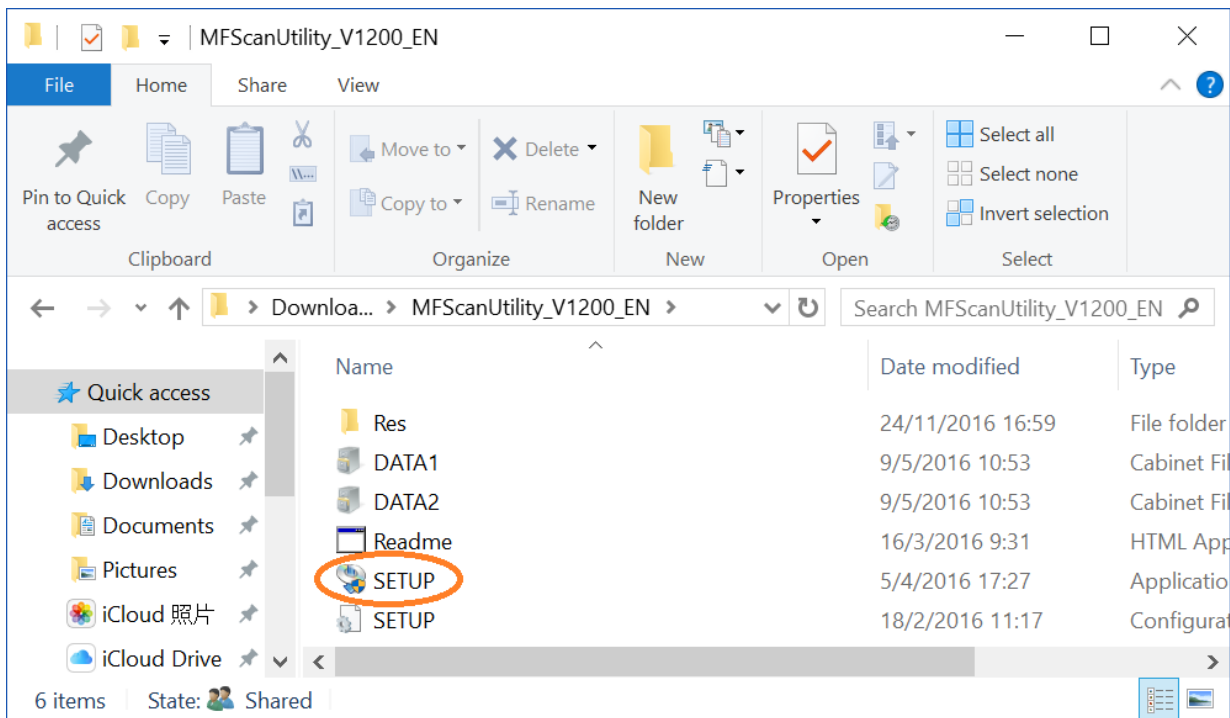 MFScanUtility_V1200_EN
File Home Share View
Pin to Quick access
Copy
Paste
Move to
Copy to
Delete
Rename
New folder
Properties
Select all
Select none
Invert selection
Clipboard Organize New Open Select
Downloa... > MFScanUtility_V1200_EN >
Search MFScanUtility_V1200_EN
Name Date modified Type
Quick access
Desktop
Downloads
Documents
Pictures
iCloud 照片
iCloud Drive
Res 24/11/2016 16:59 File folder
DATA1 9/5/2016 10:53 Cabinet Fil
DATA2 9/5/2016 10:53 Cabinet Fil
Readme 16/3/2016 9:31 HTML App
SETUP 5/4/2016 17:27 Applicatio
SETUP 18/2/2016 11:17 Configurat
6 items State: Shared